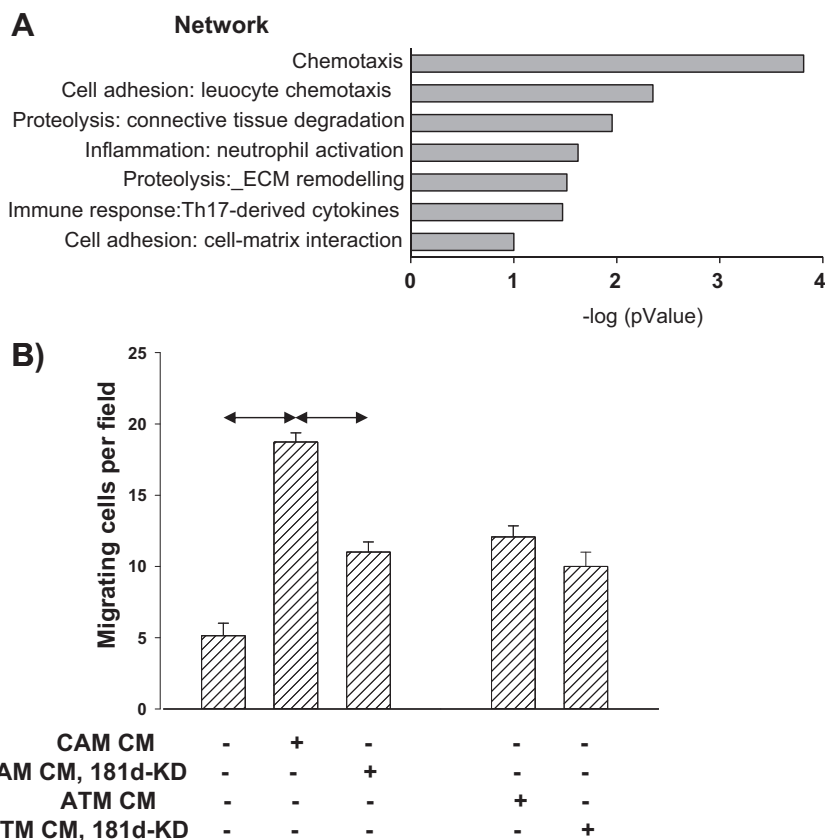 A
Network
Chemotaxis
Cell adhesion: leuocyte chemotaxis
Proteolysis: connective tissue degradation
Inflammation: neutrophil activation
Proteolysis:_ECM remodelling
Immune response:Th17-derived cytokines
Cell adhesion: cell-matrix interaction
0 1 2 3 4
-log (pValue)
B)
Migrating cells per field
25
20
15
10
5
0
CAM CM - + - - -
AM CM, 181d-KD - - + - -
ATM CM - - - + -
TM CM, 181d-KD - - - - +